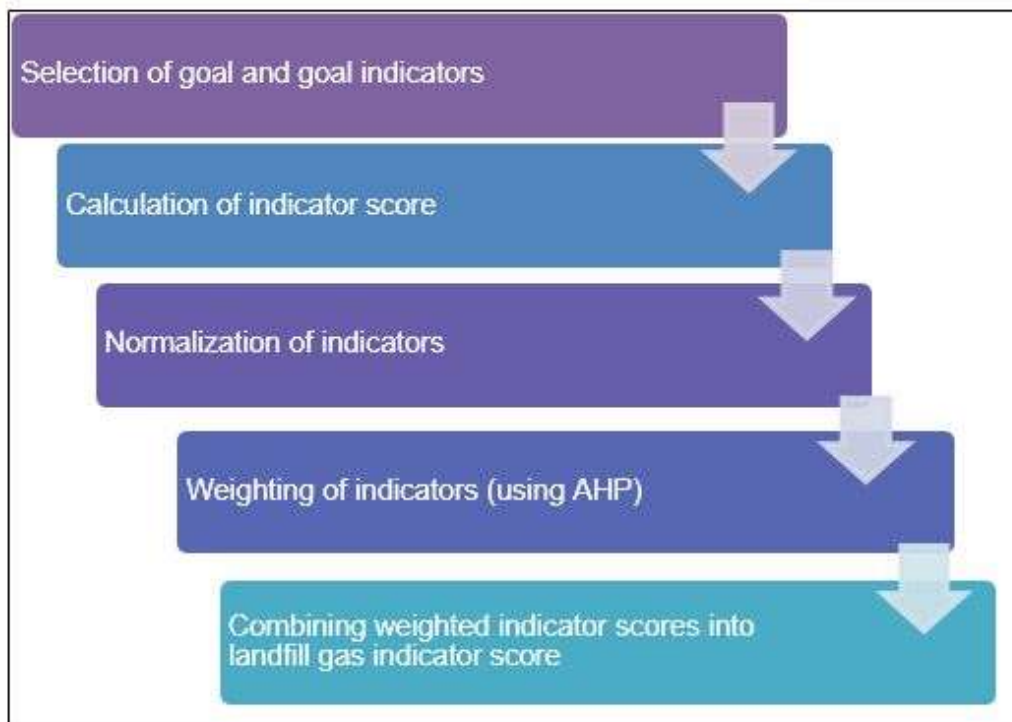 Selection of goal and goal indicators
Calculation of indicator score
Normalization of indicators
Weighting of indicators (using AHP)
Combining weighted indicator scores into
landfill gas indicator score